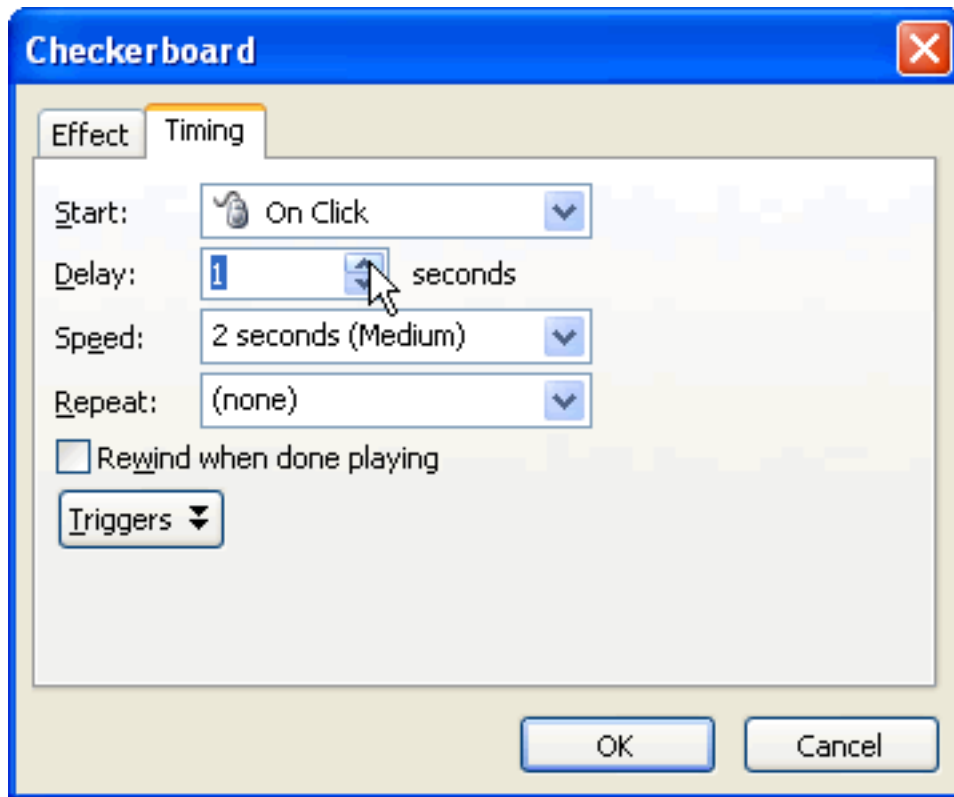 Checkerboard
Effect Timing
Start: On Click
Delay: 1 seconds
Speed: 2 seconds (Medium)
Repeat: (none)
Rewind when done playing
Triggers
OK Cancel